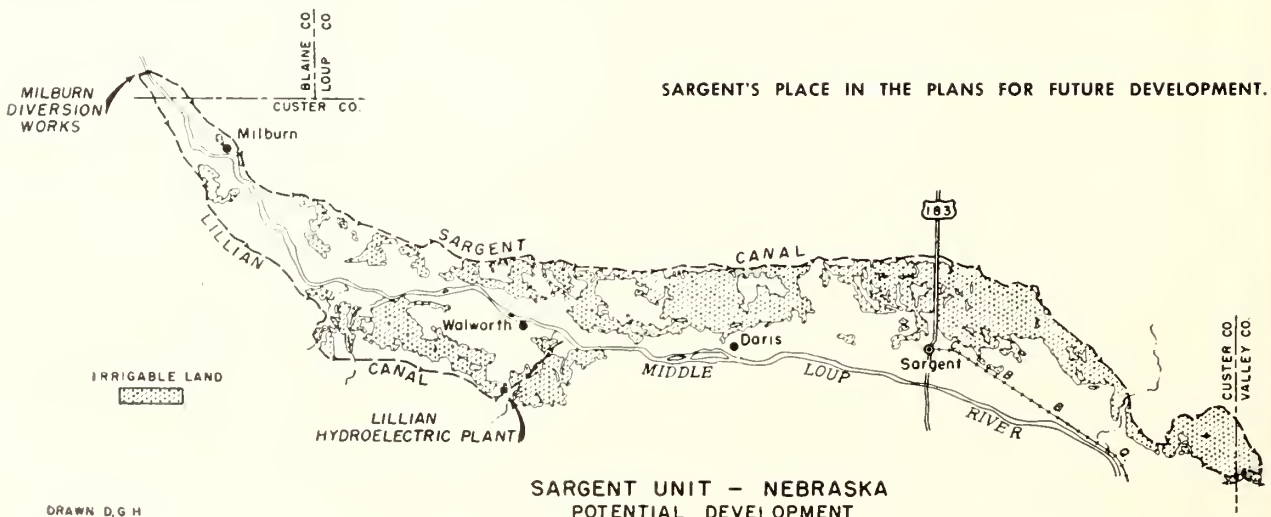 SARGENT'S PLACE IN THE PLANS FOR FUTURE DEVELOPMENT.
BLAINE CO
LOUP CO
CUSTER CO.
MILBURN
DIVERSION
WORKS
Milburn
LILLIAN
CANAL
SARGENT CANAL
183
Walworth
Daris
Sargent
MIDDLE LOUP RIVER
B B Q
IRRIGABLE LAND
LILLIAN
HYDROELECTRIC PLANT
CUSTER CO
VALLEY CO.
SARGENT UNIT – NEBRASKA
POTENTIAL DEVELOPMENT
DRAWN D.G H